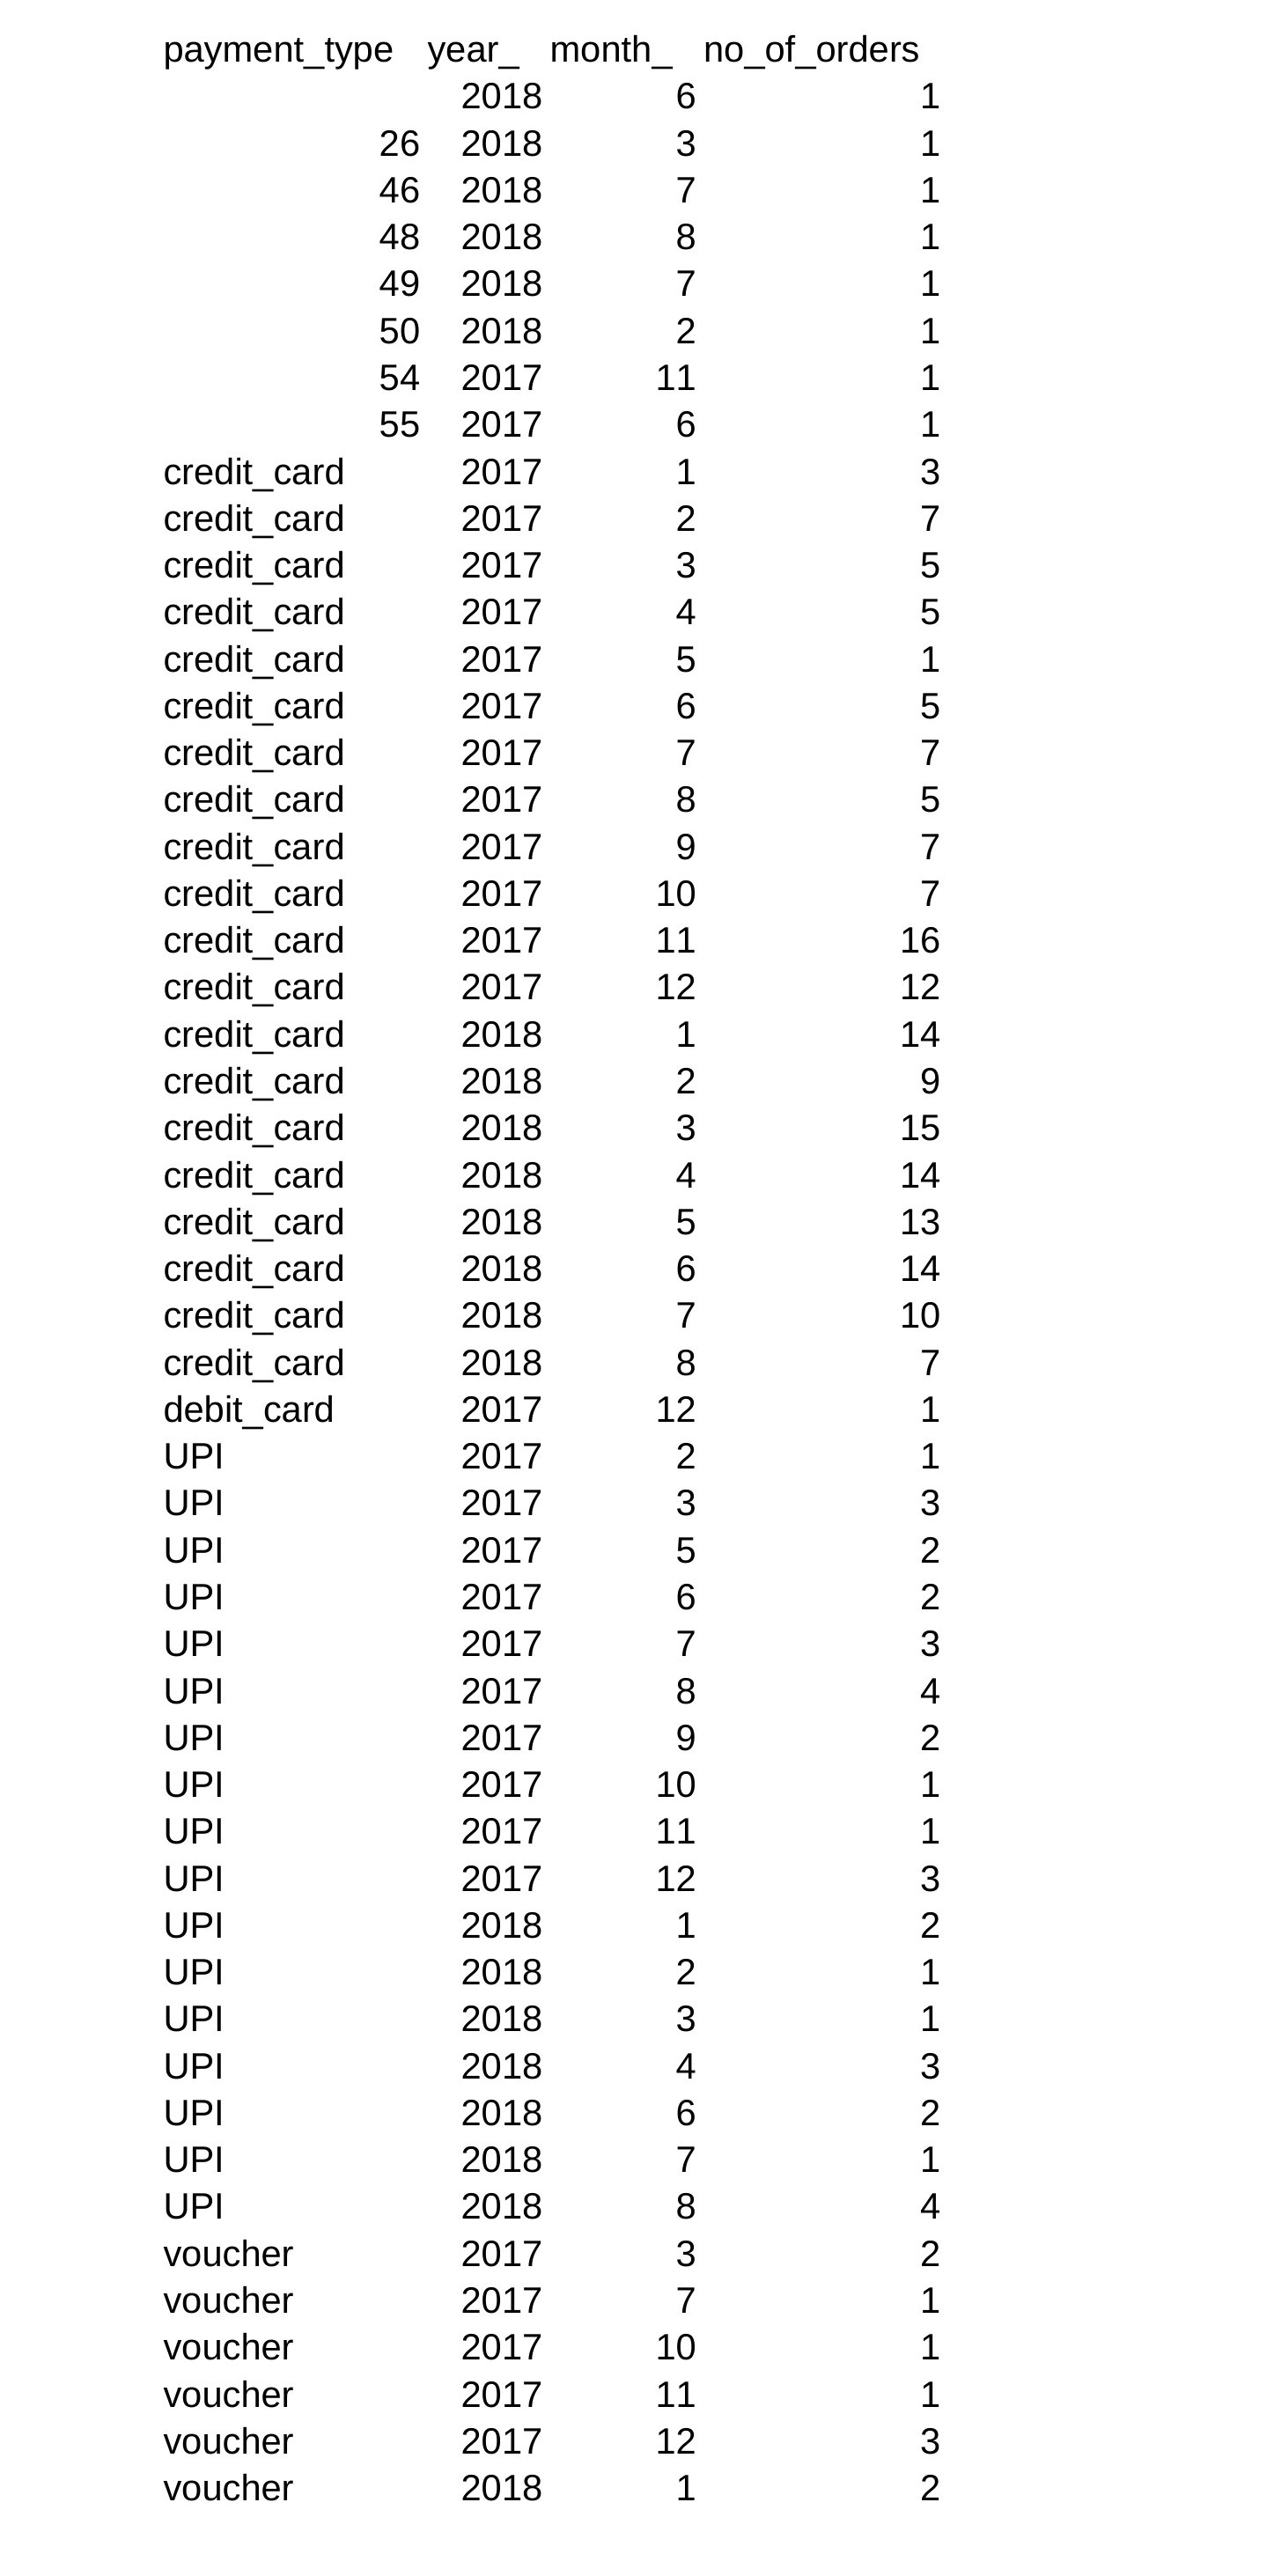 payment_type year_ month_ no_of_orders
2018 6 1
26 2018 3 1
46 2018 7 1
48 2018 8 1
49 2018 7 1
50 2018 2 1
54 2017 11 1
55 2017 6 1
credit_card 2017 1 3
credit_card 2017 2 7
credit_card 2017 3 5
credit_card 2017 4 5
credit_card 2017 5 1
credit_card 2017 6 5
credit_card 2017 7 7
credit_card 2017 8 5
credit_card 2017 9 7
credit_card 2017 10 7
credit_card 2017 11 16
credit_card 2017 12 12
credit_card 2018 1 14
credit_card 2018 2 9
credit_card 2018 3 15
credit_card 2018 4 14
credit_card 2018 5 13
credit_card 2018 6 14
credit_card 2018 7 10
credit_card 2018 8 7
debit_card 2017 12 1
UPI 2017 2 1
UPI 2017 3 3
UPI 2017 5 2
UPI 2017 6 2
UPI 2017 7 3
UPI 2017 8 4
UPI 2017 9 2
UPI 2017 10 1
UPI 2017 11 1
UPI 2017 12 3
UPI 2018 1 2
UPI 2018 2 1
UPI 2018 3 1
UPI 2018 4 3
UPI 2018 6 2
UPI 2018 7 1
UPI 2018 8 4
voucher 2017 3 2
voucher 2017 7 1
voucher 2017 10 1
voucher 2017 11 1
voucher 2017 12 3
voucher 2018 1 2